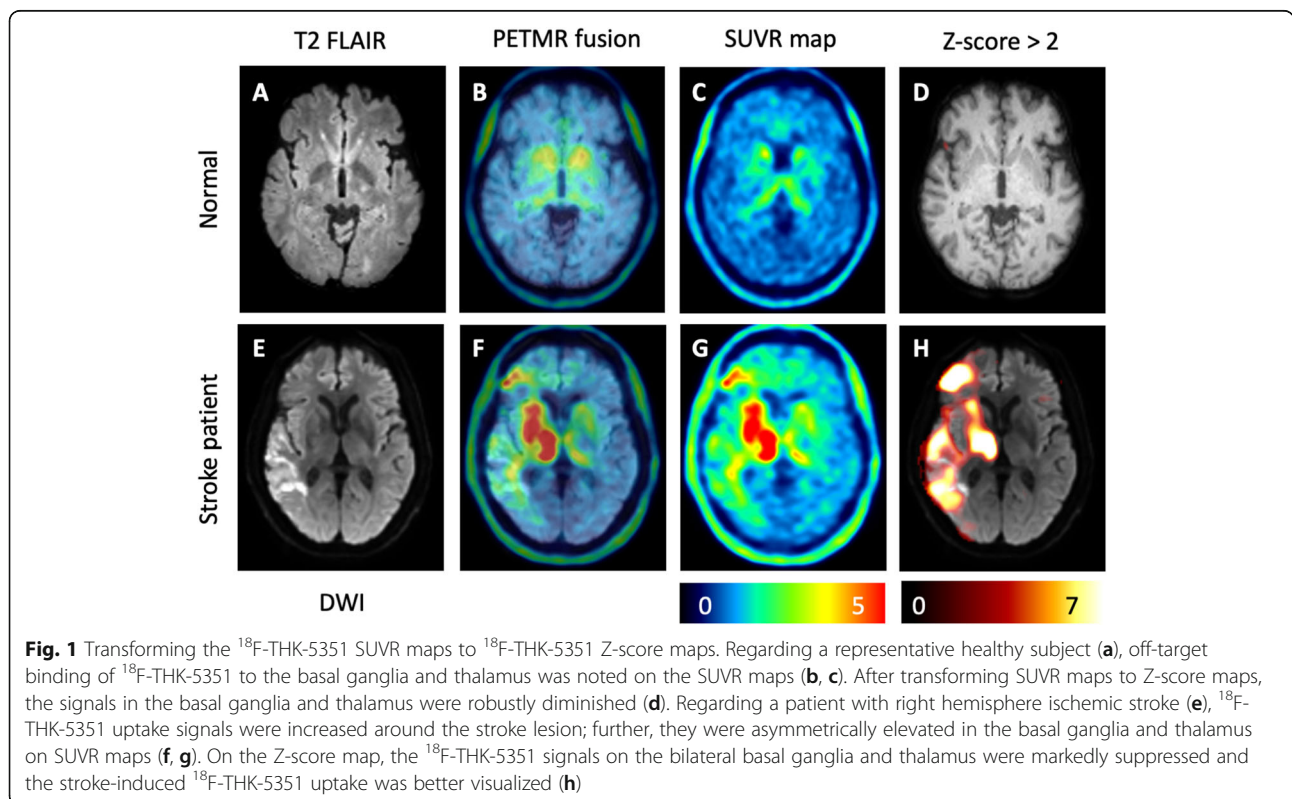 T2 FLAIR PETMR fusion SUVR map Z-score > 2
Normal
A B C D
Stroke patient
E F G H
DWI 0 5 0 7
Fig. 1 Transforming the ¹⁸F-THK-5351 SUVR maps to ¹⁸F-THK-5351 Z-score maps. Regarding a representative healthy subject (a), off-target
binding of ¹⁸F-THK-5351 to the basal ganglia and thalamus was noted on the SUVR maps (b, c). After transforming SUVR maps to Z-score maps,
the signals in the basal ganglia and thalamus were robustly diminished (d). Regarding a patient with right hemisphere ischemic stroke (e), ¹⁸F-
THK-5351 uptake signals were increased around the stroke lesion; further, they were asymmetrically elevated in the basal ganglia and thalamus
on SUVR maps (f, g). On the Z-score map, the ¹⁸F-THK-5351 signals on the bilateral basal ganglia and thalamus were markedly suppressed and
the stroke-induced ¹⁸F-THK-5351 uptake was better visualized (h)